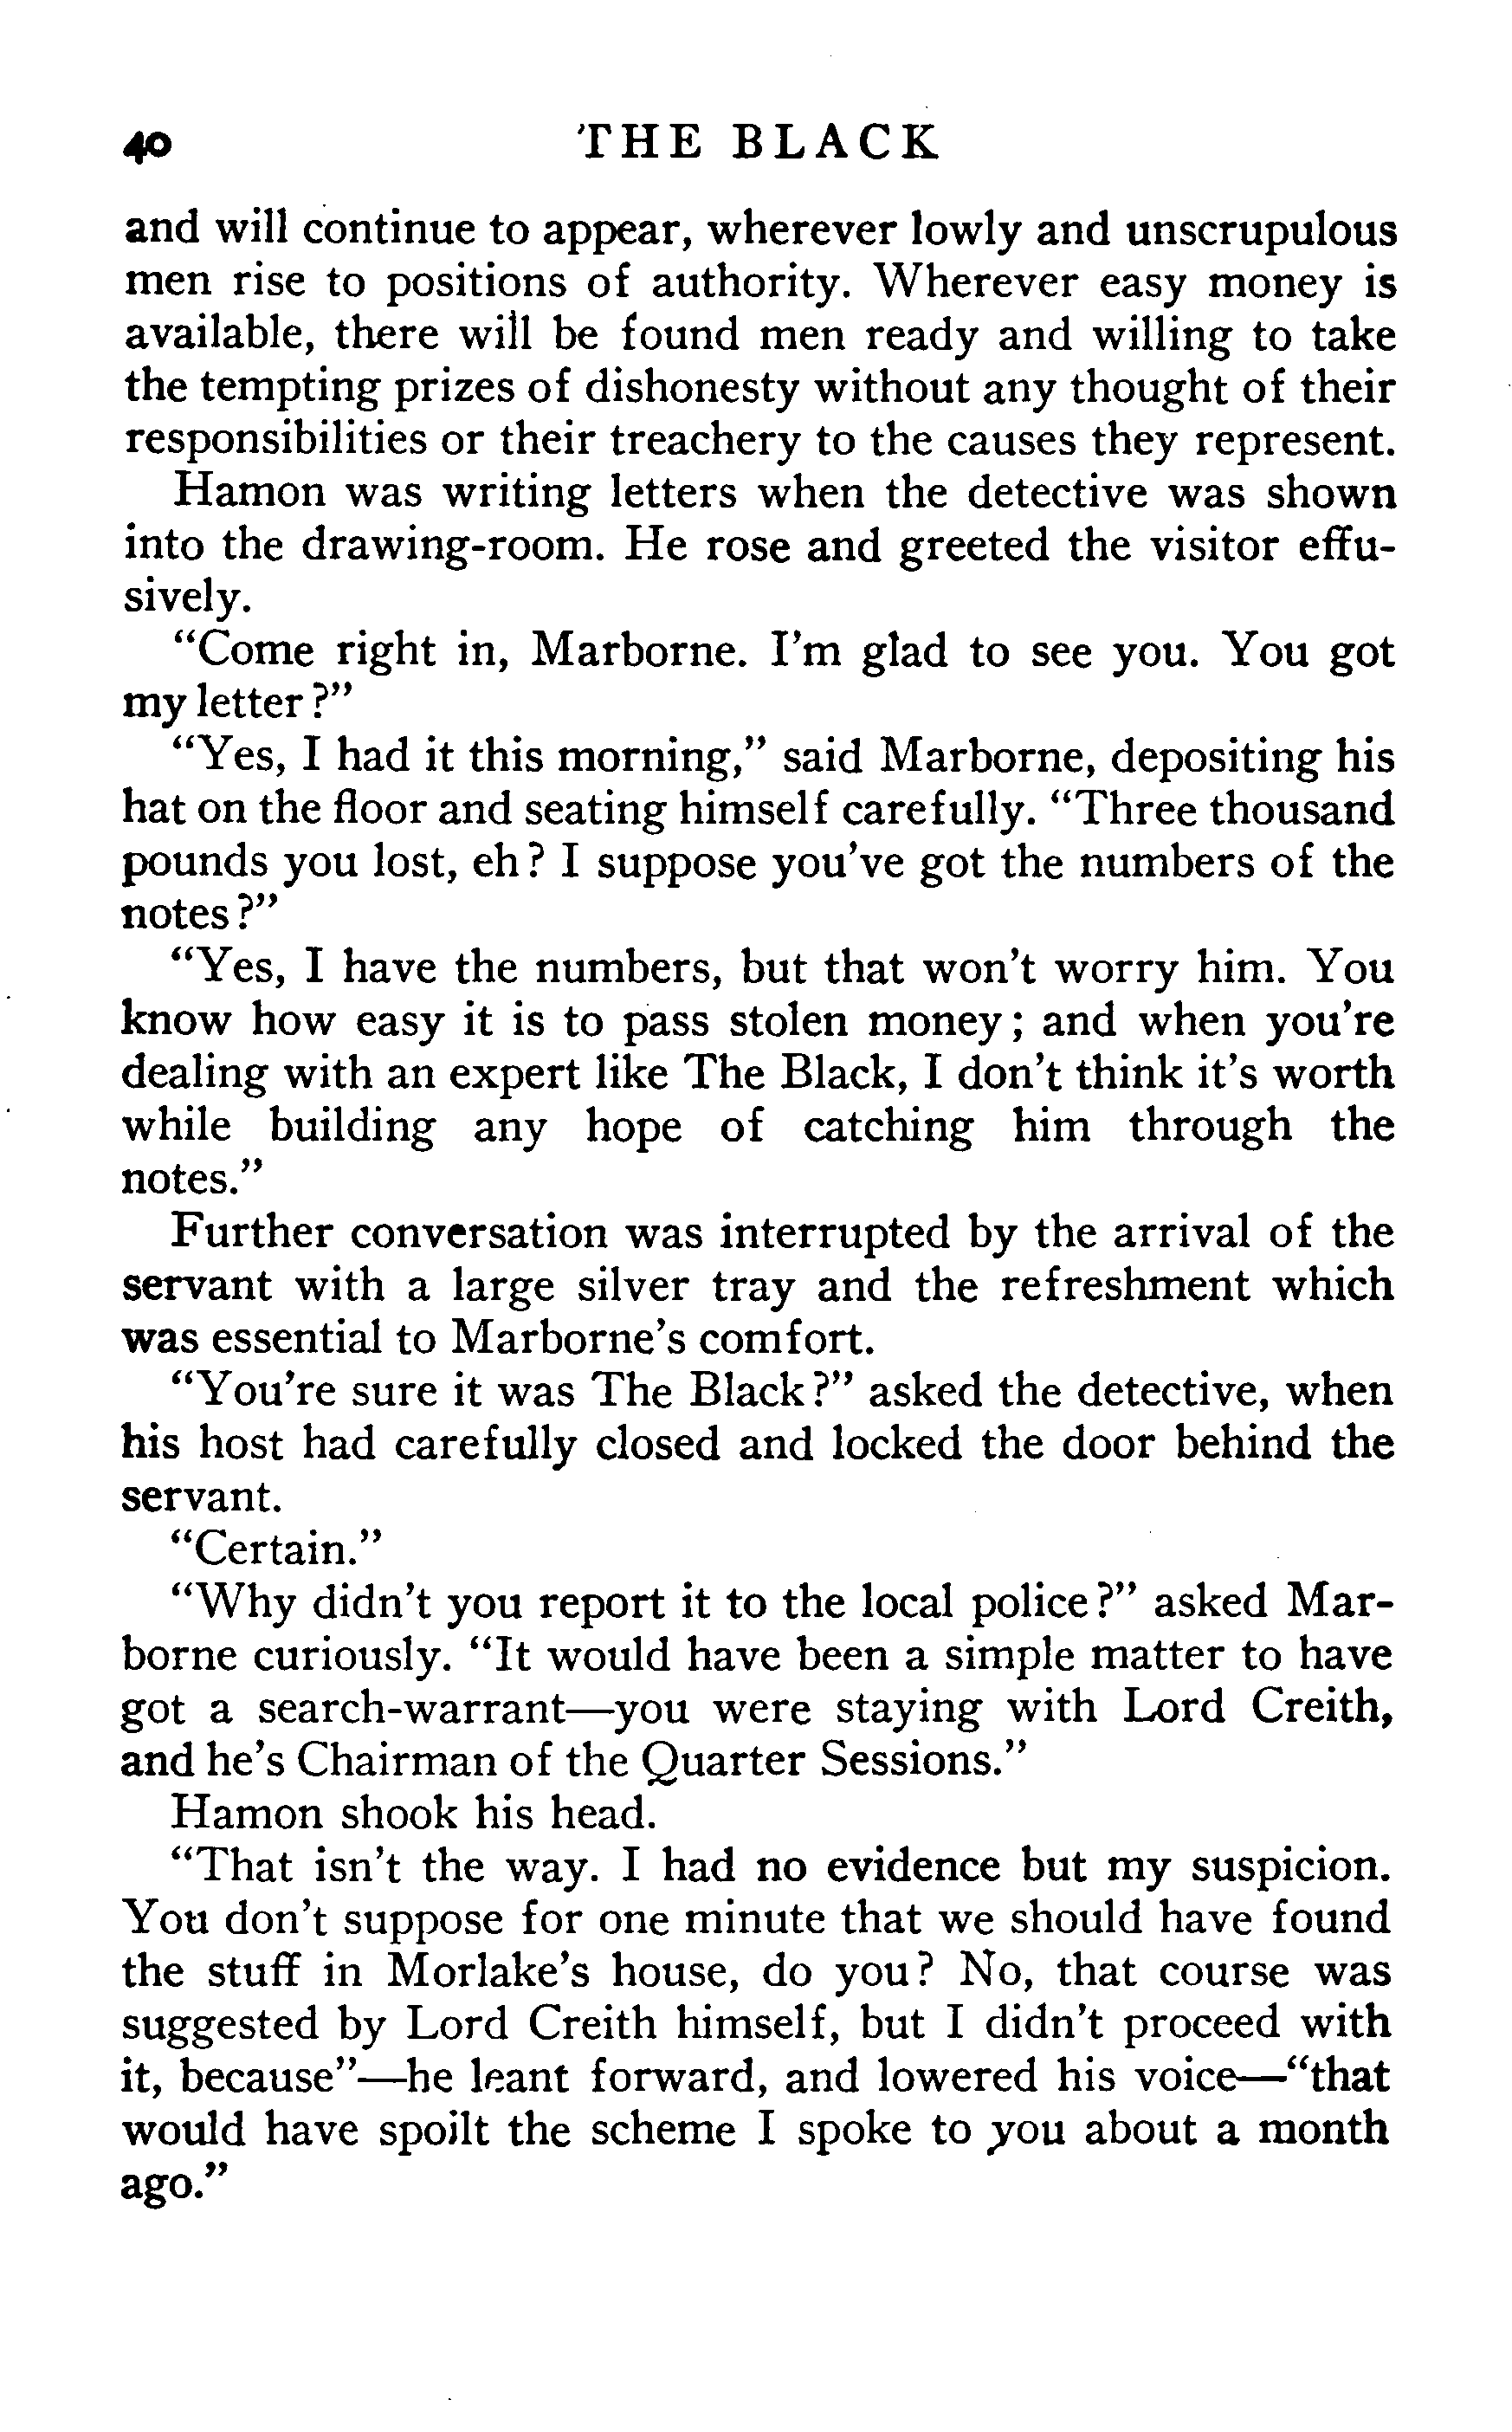 40 THE BLACK
and will continue to appear, wherever lowly and unscrupulous
men rise to positions of authority. Wherever easy money is
available, there will be found men ready and willing to take
the tempting prizes of dishonesty without any thought of their
responsibilities or their treachery to the causes they represent.
Hamon was writing letters when the detective was shown
into the drawing-room. He rose and greeted the visitor effu-
sively.
"Come right in, Marborne. I'm glad to see you. You got
my letter?"
"Yes, I had it this morning," said Marborne, depositing his
hat on the floor and seating himself carefully. "Three thousand
pounds you lost, eh? I suppose you've got the numbers of the
notes?"
"Yes, I have the numbers, but that won't worry him. You
know how easy it is to pass stolen money; and when you're
dealing with an expert like The Black, I don't think it's worth
while building any hope of catching him through the
notes."
Further conversation was interrupted by the arrival of the
servant with a large silver tray and the refreshment which
was essential to Marborne's comfort.
"You're sure it was The Black?" asked the detective, when
his host had carefully closed and locked the door behind the
servant.
"Certain."
"Why didn't you report it to the local police?" asked Mar-
borne curiously. "It would have been a simple matter to have
got a search-warrant—you were staying with Lord Creith,
and he's Chairman of the Quarter Sessions."
Hamon shook his head.
"That isn't the way. I had no evidence but my suspicion.
You don't suppose for one minute that we should have found
the stuff in Morlake's house, do you? No, that course was
suggested by Lord Creith himself, but I didn't proceed with
it, because"—he leant forward, and lowered his voice—"that
would have spoilt the scheme I spoke to you about a month
ago."